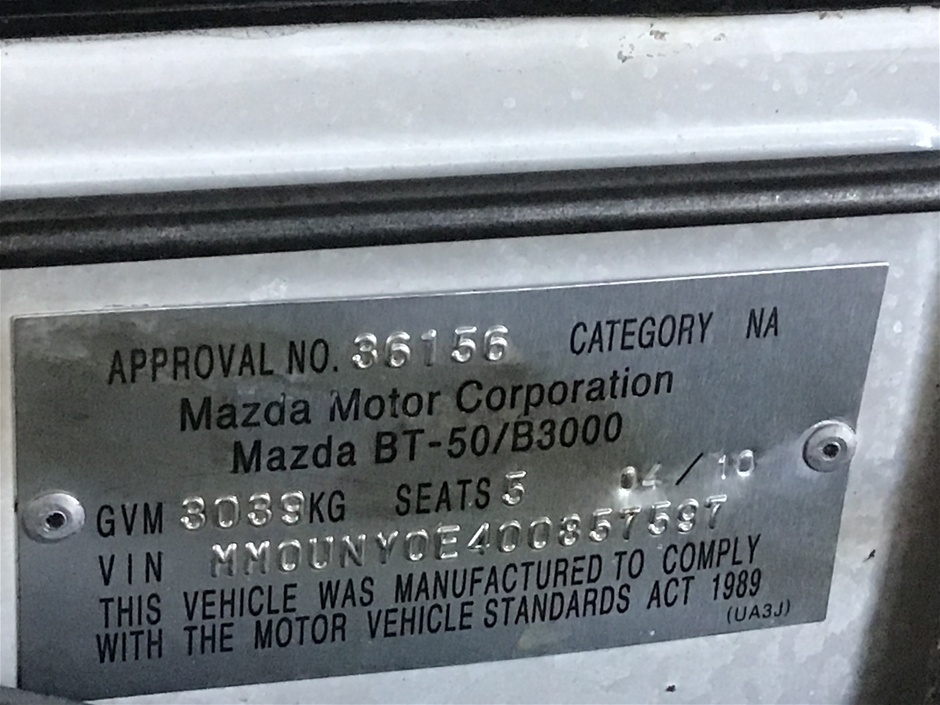 APPROVAL NO. 36156 CATEGORY NA
Mazda Motor Corporation
Mazda BT-50/B3000
GVM 3039KG SEATS 5 04/10
VIN MM0UNY0E400857597
THIS VEHICLE WAS MANUFACTURED TO COMPLY
WITH THE MOTOR VEHICLE STANDARDS ACT 1989
(UA3J)